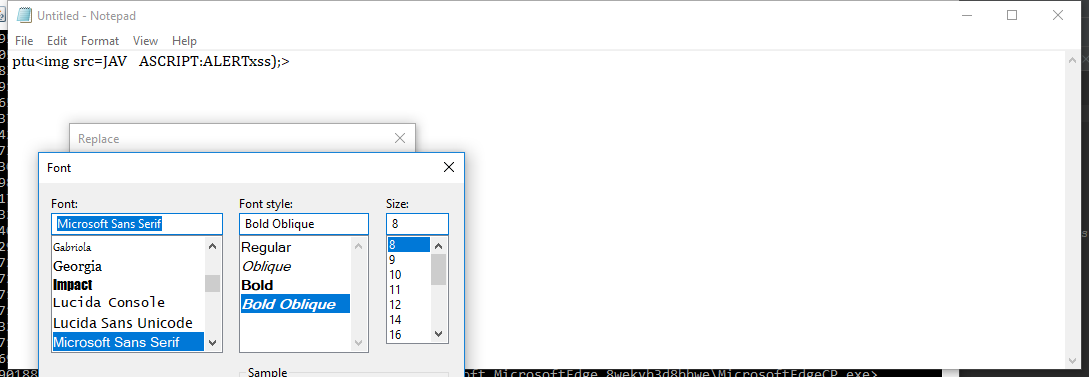 Untitled - Notepad
File Edit Format View Help
ptu<img src=JAV   ASCRIPT:ALERTxss);>
Replace
Font
Font: Font style: Size:
Microsoft Sans Serif Bold Oblique 8
Gabriola
Georgia
Impact
Lucida Console
Lucida Sans Unicode
Microsoft Sans Serif
Regular
Oblique
Bold
Bold Oblique
8
9
10
11
12
14
16
Sample
MicrosoftEdge_8wekyb3d8bbwe\MicrosoftEdgeCP.exe>